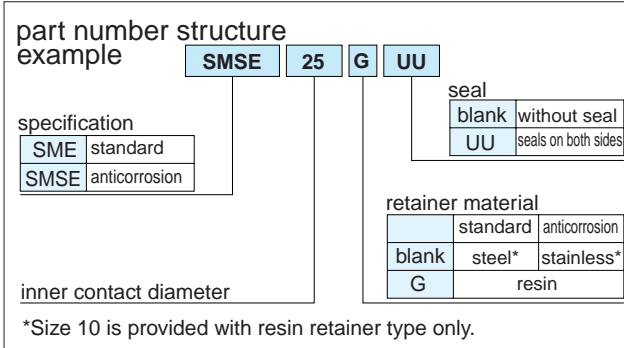 part number structure
example
SMSE 25 G UU
specification
SME standard
SMSE anticorrosion
seal
blank without seal
UU seals on both sides
retainer material
standard anticorrosion
blank steel* stainless*
G resin
inner contact diameter
*Size 10 is provided with resin retainer type only.